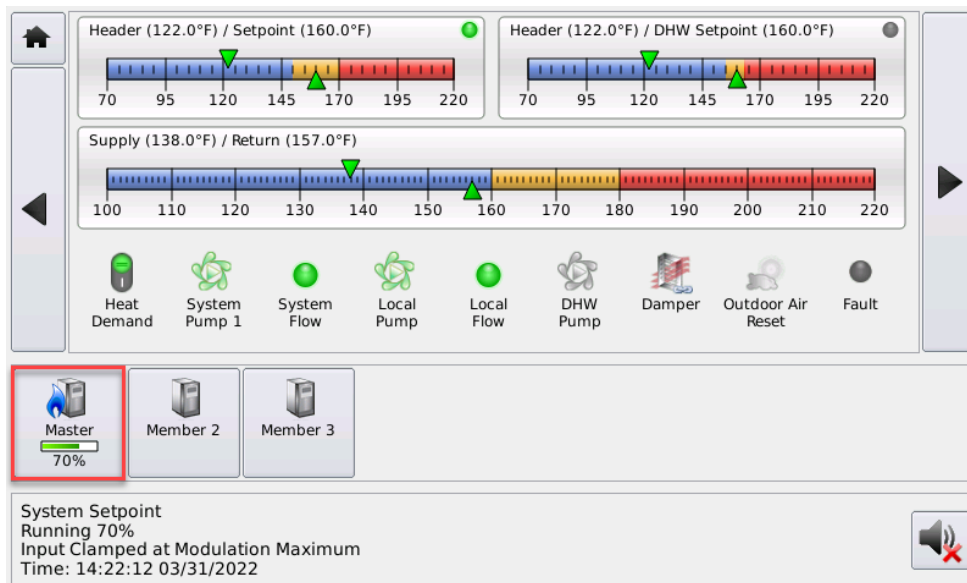 Header (122.0°F) / Setpoint (160.0°F)
70 95 120 145 170 195 220
Header (122.0°F) / DHW Setpoint (160.0°F)
70 95 120 145 170 195 220
Supply (138.0°F) / Return (157.0°F)
100 110 120 130 140 150 160 170 180 190 200 210 220
Heat
Demand
System
Pump 1
System
Flow
Local
Pump
Local
Flow
DHW
Pump
Damper
Outdoor Air
Reset
Fault
Master
70%
Member 2
Member 3
System Setpoint
Running 70%
Input Clamped at Modulation Maximum
Time: 14:22:12 03/31/2022